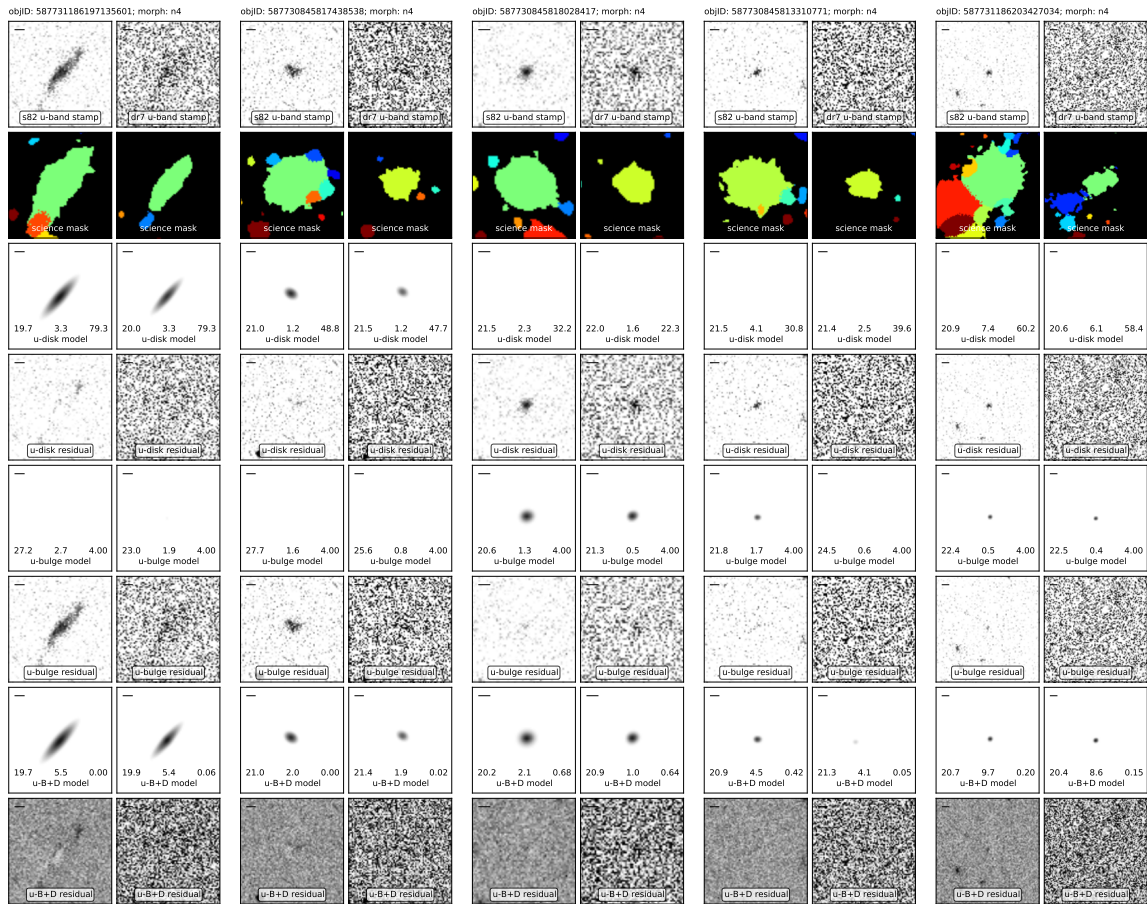 objID: 587731186197135601; morph: n4 objID: 587730845817438538; morph: n4 objID: 587730845818028417; morph: n4 objID: 587730845813310771; morph: n4 objID: 587731186203427034; morph: n4
s82 u-band stamp dr7 u-band stamp s82 u-band stamp dr7 u-band stamp s82 u-band stamp dr7 u-band stamp s82 u-band stamp dr7 u-band stamp s82 u-band stamp dr7 u-band stamp
science mask science mask science mask science mask science mask science mask science mask science mask science mask science mask
19.7 3.3 79.3 20.0 3.3 79.3 21.0 1.2 48.8 21.5 1.2 47.7 21.5 2.3 32.2 22.0 1.6 22.3 21.5 4.1 30.8 21.4 2.5 39.6 20.9 7.4 60.2 20.6 6.1 58.4
u-disk model u-disk model u-disk model u-disk model u-disk model u-disk model u-disk model u-disk model u-disk model u-disk model
u-disk residual u-disk residual u-disk residual u-disk residual u-disk residual u-disk residual u-disk residual u-disk residual u-disk residual u-disk residual
27.2 2.7 4.00 23.0 1.9 4.00 27.7 1.6 4.00 25.6 0.8 4.00 20.6 1.3 4.00 21.3 0.5 4.00 21.8 1.7 4.00 24.5 0.6 4.00 22.4 0.5 4.00 22.5 0.4 4.00
u-bulge model u-bulge model u-bulge model u-bulge model u-bulge model u-bulge model u-bulge model u-bulge model u-bulge model u-bulge model
u-bulge residual u-bulge residual u-bulge residual u-bulge residual u-bulge residual u-bulge residual u-bulge residual u-bulge residual u-bulge residual u-bulge residual
19.7 5.5 0.00 19.9 5.4 0.06 21.0 2.0 0.00 21.4 1.9 0.02 20.2 2.1 0.68 20.9 1.0 0.64 20.9 4.5 0.42 21.3 4.1 0.05 20.7 9.7 0.20 20.4 8.6 0.15
u-B+D model u-B+D model u-B+D model u-B+D model u-B+D model u-B+D model u-B+D model u-B+D model u-B+D model u-B+D model
u-B+D residual u-B+D residual u-B+D residual u-B+D residual u-B+D residual u-B+D residual u-B+D residual u-B+D residual u-B+D residual u-B+D residual